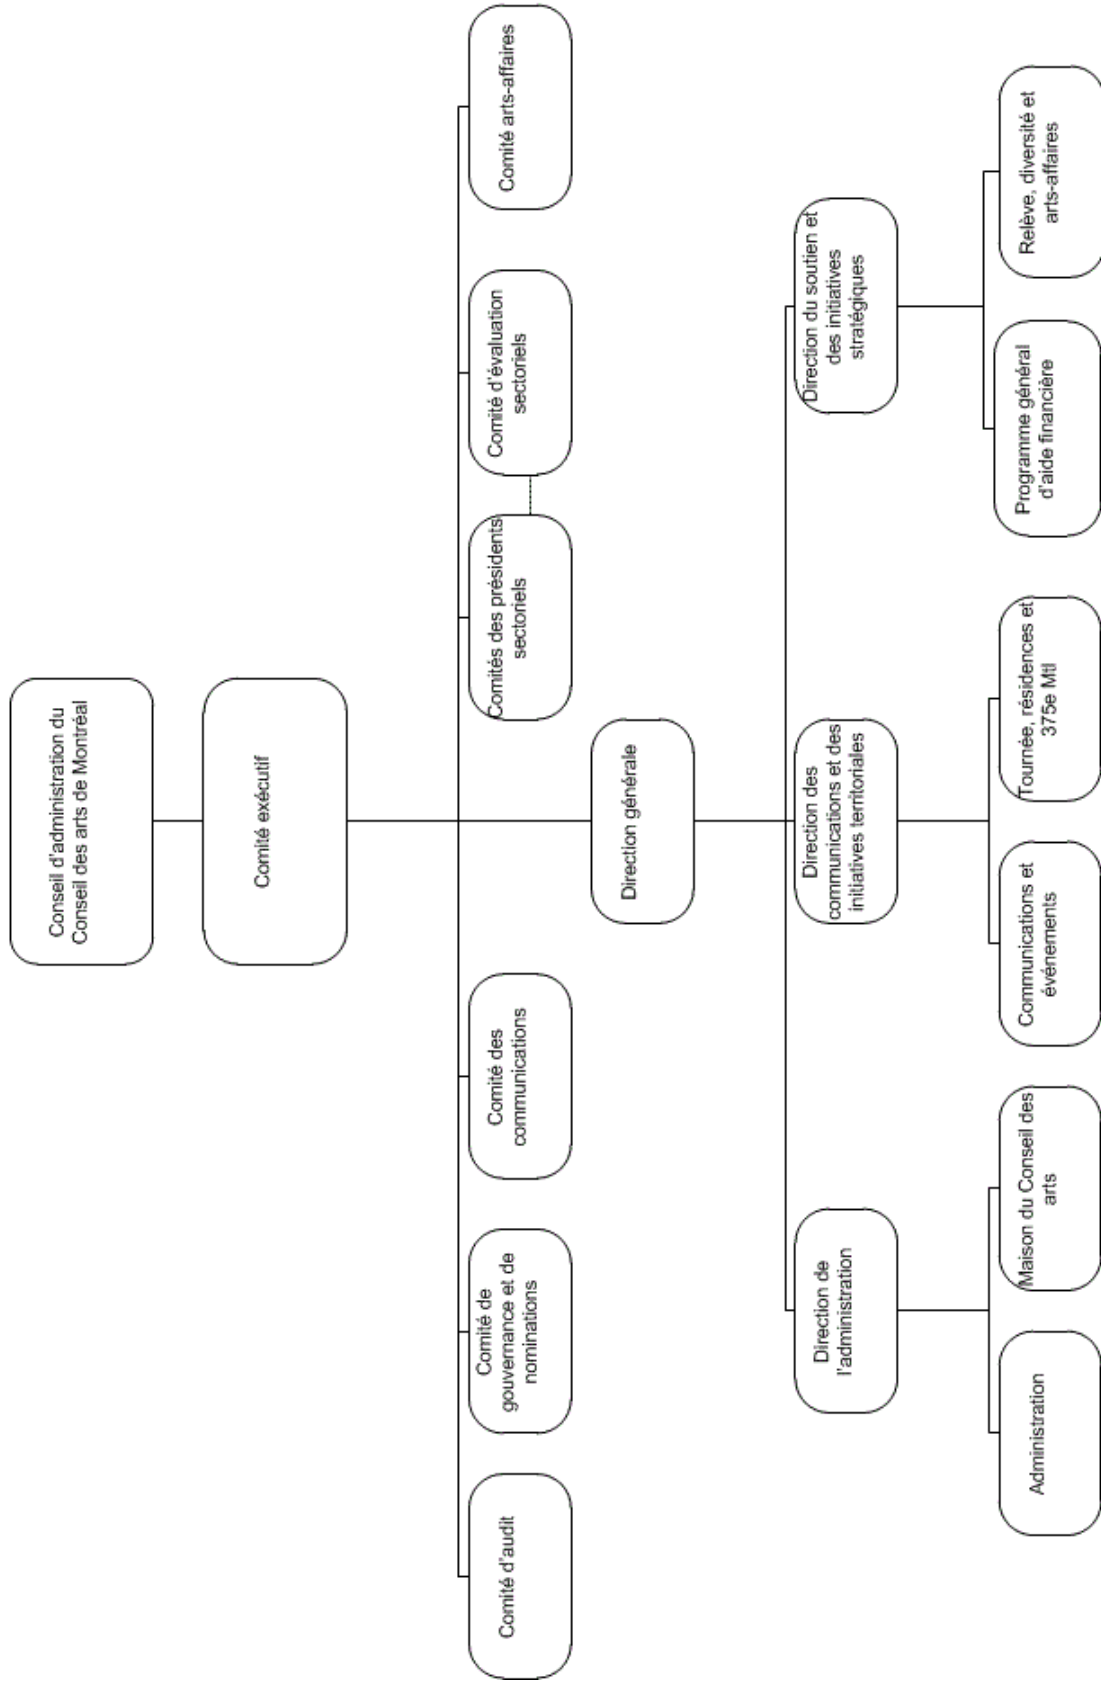 Conseil d'administration du
Conseil des arts de Montréal
Comité exécutif
Comité d'audit
Comité de
gouvernance et de
nominations
Comité des
communications
Comités des présidents
sectoriels
Comité d'évaluation
sectoriels
Comité arts-affaires
Direction générale
Direction de
l'administration
Direction des
communications et des
initiatives territoriales
Direction du soutien et
des initiatives
stratégiques
Administration
Maison du Conseil des
arts
Communications et
événements
Tournée, résidences et
375e Mtl
Programme général
d'aide financière
Relève, diversité et
arts-affaires